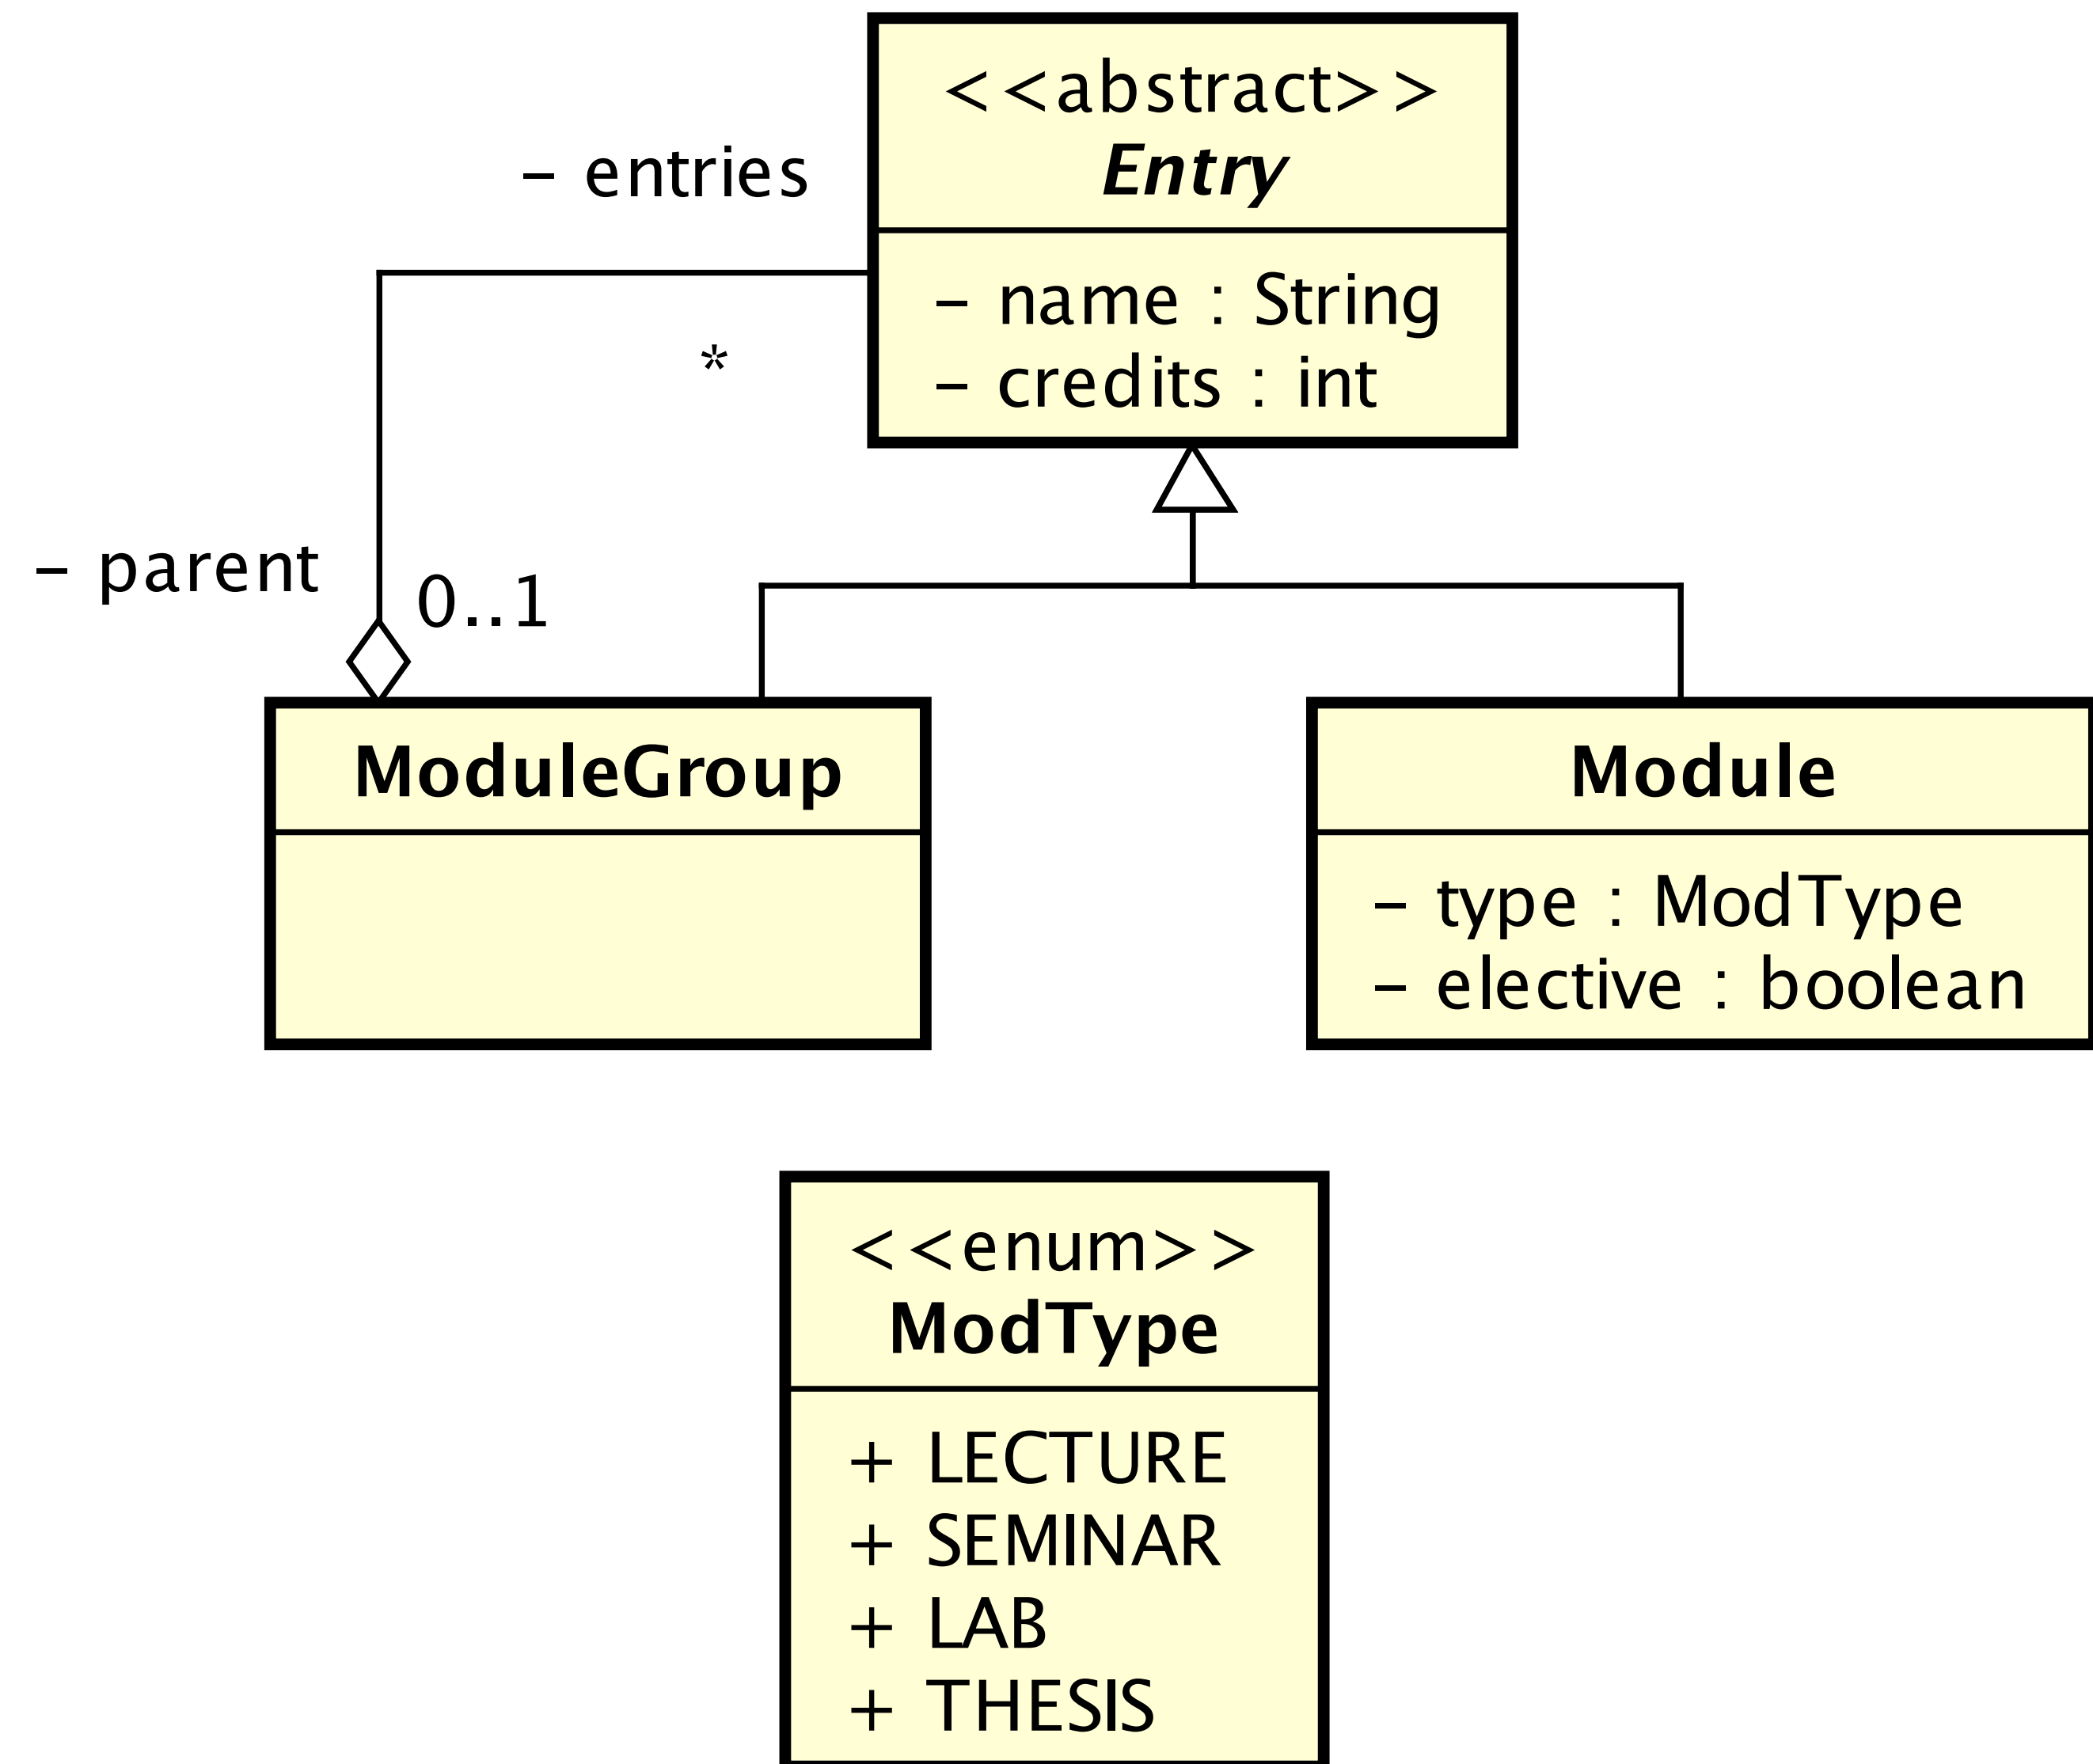 <<abstract>>
Entry
- name : String
- credits : int
- entries
*
- parent
0..1
ModuleGroup
Module
- type : ModType
- elective : boolean
<<enum>>
ModType
+ LECTURE
+ SEMINAR
+ LAB
+ THESIS